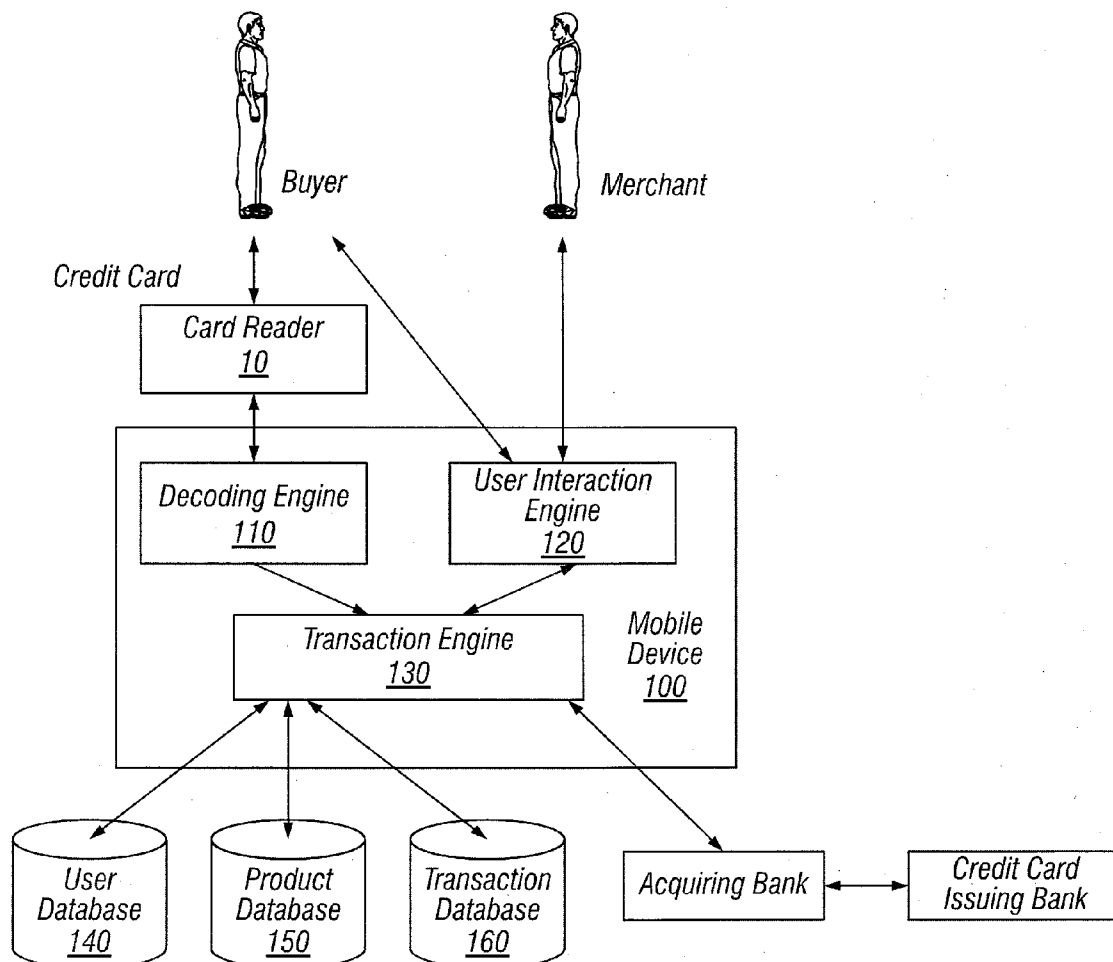 Buyer
Merchant
Credit Card
Card Reader
10
Decoding Engine
110
User Interaction
Engine
120
Transaction Engine
130
Mobile
Device
100
User
Database
140
Product
Database
150
Transaction
Database
160
Acquiring Bank
Credit Card
Issuing Bank